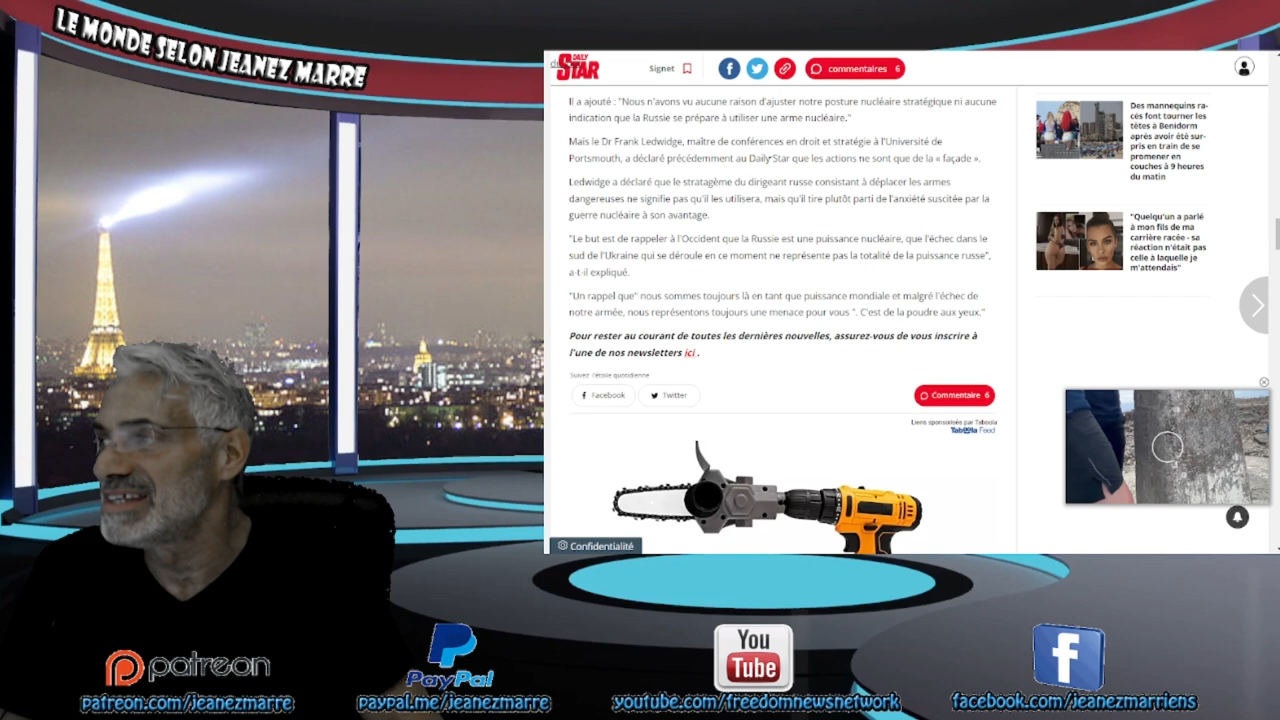 LE MONDE SELON JEANEZ MARRE
DAILY
STAR
Signet
commentaires 6
Il a ajouté : "Nous n'avons vu aucune raison d'ajuster notre posture nucléaire stratégique ni aucune
indication que la Russie se prépare à utiliser une arme nucléaire."
Mais le Dr Frank Ledwidge, maître de conférences en droit et stratégie à l'Université de
Portsmouth, a déclaré précédemment au Daily Star que les actions ne sont que de la « façade ».
Ledwidge a déclaré que le stratagème du dirigeant russe consistant à déplacer les armes
dangereuses ne signifie pas qu'il les utilisera, mais qu'il tire plutôt parti de l'anxiété suscitée par la
guerre nucléaire à son avantage.
"Le but est de rappeler à l'Occident que la Russie est une puissance nucléaire, que l'échec dans le
sud de l'Ukraine qui se déroule en ce moment ne représente pas la totalité de la puissance russe",
a-t-il expliqué.
"Un rappel que" nous sommes toujours là en tant que puissance mondiale et malgré l'échec de
notre armée, nous représentons toujours une menace pour vous ". C'est de la poudre aux yeux."
Pour rester au courant de toutes les dernières nouvelles, assurez-vous de vous inscrire à
l'une de nos newsletters ici .
Suivez l'étoile quotidienne
Facebook
Twitter
Commentaire 6
Liens sponsorisés par Taboola
Taboola Feed
Confidentialité
Des mannequins ra-
cés font tourner les
têtes à Benidorm
après avoir été sur-
pris en train de se
promener en
couches à 9 heures
du matin
"Quelqu'un a parlé
à mon fils de ma
carrière racée - sa
réaction n'était pas
celle à laquelle je
m'attendais"
patreon
PayPal
You
Tube
f
patreon.com/jeanezmarre
paypal.me/jeanezmarre
youtube.com/freedomnewsnetwork
facebook.com/jeanezmarriens